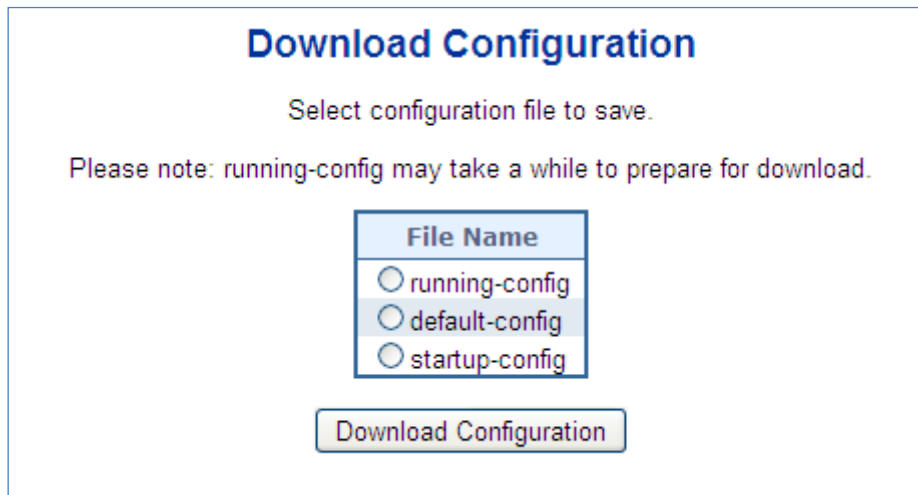 Download Configuration
Select configuration file to save.
Please note: running-config may take a while to prepare for download.
File Name
running-config
default-config
startup-config
Download Configuration